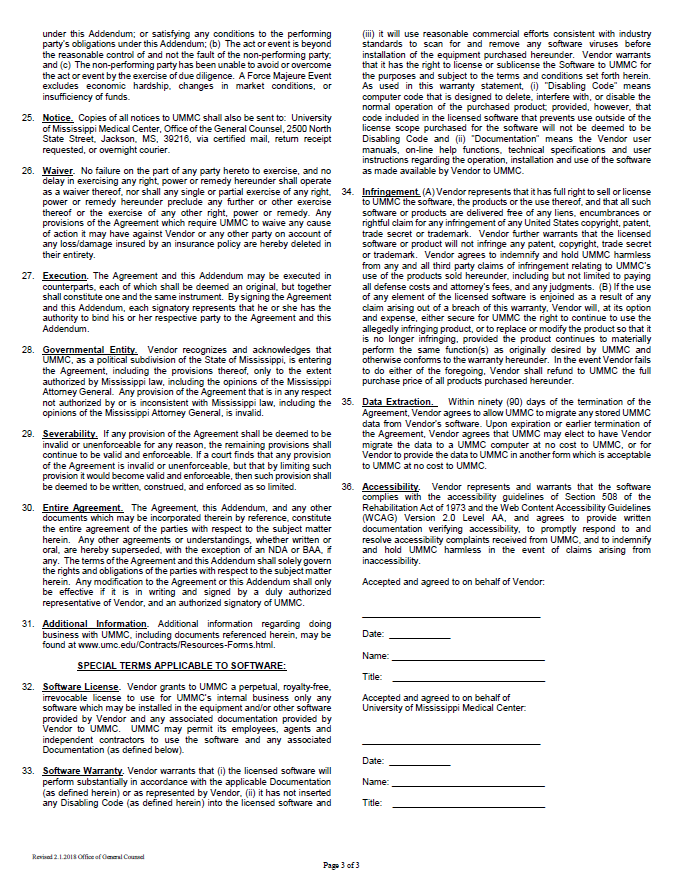 under this Addendum; or satisfying any conditions to the performing
party's obligations under this Addendum; (b) The act or event is beyond
the reasonable control of and not the fault of the non-performing party;
and (c) The non-performing party has been unable to avoid or overcome
the act or event by the exercise of due diligence. A Force Majeure Event
excludes economic hardship, changes in market conditions, or
insufficiency of funds.
25. Notice. Copies of all notices to UMMC shall also be sent to: University
of Mississippi Medical Center, Office of the General Counsel, 2500 North
State Street, Jackson, MS, 39216, via certified mail, return receipt
requested, or overnight courier.
26. Waiver. No failure on the part of any party hereto to exercise, and no
delay in exercising any right, power or remedy hereunder shall operate
as a waiver thereof, nor shall any single or partial exercise of any right,
power or remedy hereunder preclude any further or other exercise
thereof or the exercise of any other right, power or remedy. Any
provisions of the Agreement which require UMMC to waive any cause
of action it may have against Vendor or any other party on account of
any loss/damage insured by an insurance policy are hereby deleted in
their entirety.
27. Execution. The Agreement and this Addendum may be executed in
counterparts, each of which shall be deemed an original, but together
shall constitute one and the same instrument. By signing the Agreement
and this Addendum, each signatory represents that he or she has the
authority to bind his or her respective party to the Agreement and this
Addendum.
28. Governmental Entity. Vendor recognizes and acknowledges that
UMMC, as a political subdivision of the State of Mississippi, is entering
the Agreement, including the provisions thereof, only to the extent
authorized by Mississippi law, including the opinions of the Mississippi
Attorney General. Any provision of the Agreement that is in any respect
not authorized by or is inconsistent with Mississippi law, including the
opinions of the Mississippi Attorney General, is invalid.
29. Severability. If any provision of the Agreement shall be deemed to be
invalid or unenforceable for any reason, the remaining provisions shall
continue to be valid and enforceable. If a court finds that any provision
of the Agreement is invalid or unenforceable, but that by limiting such
provision it would become valid and enforceable, then such provision shall
be deemed to be written, construed, and enforced as so limited.
30. Entire Agreement. The Agreement, this Addendum, and any other
documents which may be incorporated therein by reference, constitute
the entire agreement of the parties with respect to the subject matter
herein. Any other agreements or understandings, whether written or
oral, are hereby superseded, with the exception of an NDA or BAA, if
any. The terms of the Agreement and this Addendum shall solely govern
the rights and obligations of the parties with respect to the subject matter
herein. Any modification to the Agreement or this Addendum shall only
be effective if it is in writing and signed by a duly authorized
representative of Vendor, and an authorized signatory of UMMC.
31. Additional Information. Additional information regarding doing
business with UMMC, including documents referenced herein, may be
found at www.umc.edu/Contracts/Resources-Forms.html.
SPECIAL TERMS APPLICABLE TO SOFTWARE:
32. Software License. Vendor grants to UMMC a perpetual, royalty-free,
irrevocable license to use for UMMC's internal business only any
software which may be installed in the equipment and/or other software
provided by Vendor and any associated documentation provided by
Vendor to UMMC. UMMC may permit its employees, agents and
independent contractors to use the software and any associated
Documentation (as defined below).
33. Software Warranty. Vendor warrants that (i) the licensed software will
perform substantially in accordance with the applicable Documentation
(as defined herein) or as represented by Vendor, (ii) it has not inserted
any Disabling Code (as defined herein) into the licensed software and
(iii) it will use reasonable commercial efforts consistent with industry
standards to scan for and remove any software viruses before
installation of the equipment purchased hereunder. Vendor warrants
that it has the right to license or sublicense the Software to UMMC for
the purposes and subject to the terms and conditions set forth herein.
As used in this warranty statement, (i) "Disabling Code" means
computer code that is designed to delete, interfere with, or disable the
normal operation of the purchased product; provided, however, that
code included in the licensed software that prevents use outside of the
license scope purchased for the software will not be deemed to be
Disabling Code and (ii) "Documentation" means the Vendor user
manuals, on-line help functions, technical specifications and user
instructions regarding the operation, installation and use of the software
as made available by Vendor to UMMC.
34. Infringement. (A) Vendor represents that it has full right to sell or license
to UMMC the software, the products or the use thereof, and that all such
software or products are delivered free of any liens, encumbrances or
rightful claim for any infringement of any United States copyright, patent,
trade secret or trademark. Vendor further warrants that the licensed
software or product will not infringe any patent, copyright, trade secret
or trademark. Vendor agrees to indemnify and hold UMMC harmless
from any and all third party claims of infringement relating to UMMC's
use of the products sold hereunder, including but not limited to paying
all defense costs and attorney's fees, and any judgments. (B) If the use
of any element of the licensed software is enjoined as a result of any
claim arising out of a breach of this warranty, Vendor will, at its option
and expense, either secure for UMMC the right to continue to use the
allegedly infringing product, or to replace or modify the product so that it
is no longer infringing, provided the product continues to materially
perform the same function(s) as originally desired by UMMC and
otherwise conforms to the warranty hereunder. In the event Vendor fails
to do either of the foregoing, Vendor shall refund to UMMC the full
purchase price of all products purchased hereunder.
35. Data Extraction. Within ninety (90) days of the termination of the
Agreement, Vendor agrees to allow UMMC to migrate any stored UMMC
data from Vendor's software. Upon expiration or earlier termination of
the Agreement, Vendor agrees that UMMC may elect to have Vendor
migrate the data to a UMMC computer at no cost to UMMC, or for
Vendor to provide the data to UMMC in another form which is acceptable
to UMMC at no cost to UMMC.
36. Accessibility. Vendor represents and warrants that the software
complies with the accessibility guidelines of Section 508 of the
Rehabilitation Act of 1973 and the Web Content Accessibility Guidelines
(WCAG) Version 2.0 Level AA, and agrees to provide written
documentation verifying accessibility, to promptly respond to and
resolve accessibility complaints received from UMMC, and to indemnify
and hold UMMC harmless in the event of claims arising from
inaccessibility.
Accepted and agreed to on behalf of Vendor:
Date:
Name:
Title:
Accepted and agreed to on behalf of
University of Mississippi Medical Center:
Date:
Name:
Title:
Revised 2.1.2018 Office of General Counsel
Page 3 of 3